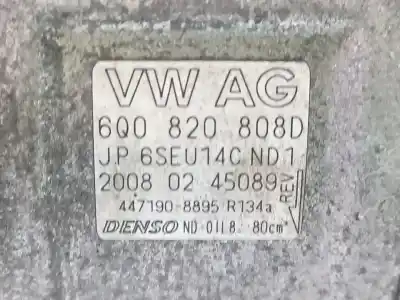 VW AG
6Q0 820 808D
JP 6SEU14C ND1
2008 02 45089 REV
447190-8895 R134a
DENSO ND-OIL8. 80cm³